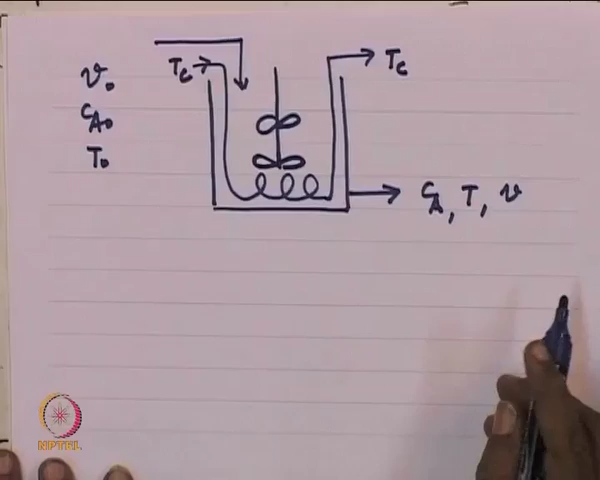 v₀
C_A₀
T₀
T_c
T_c
C_A, T, v
NPTEL